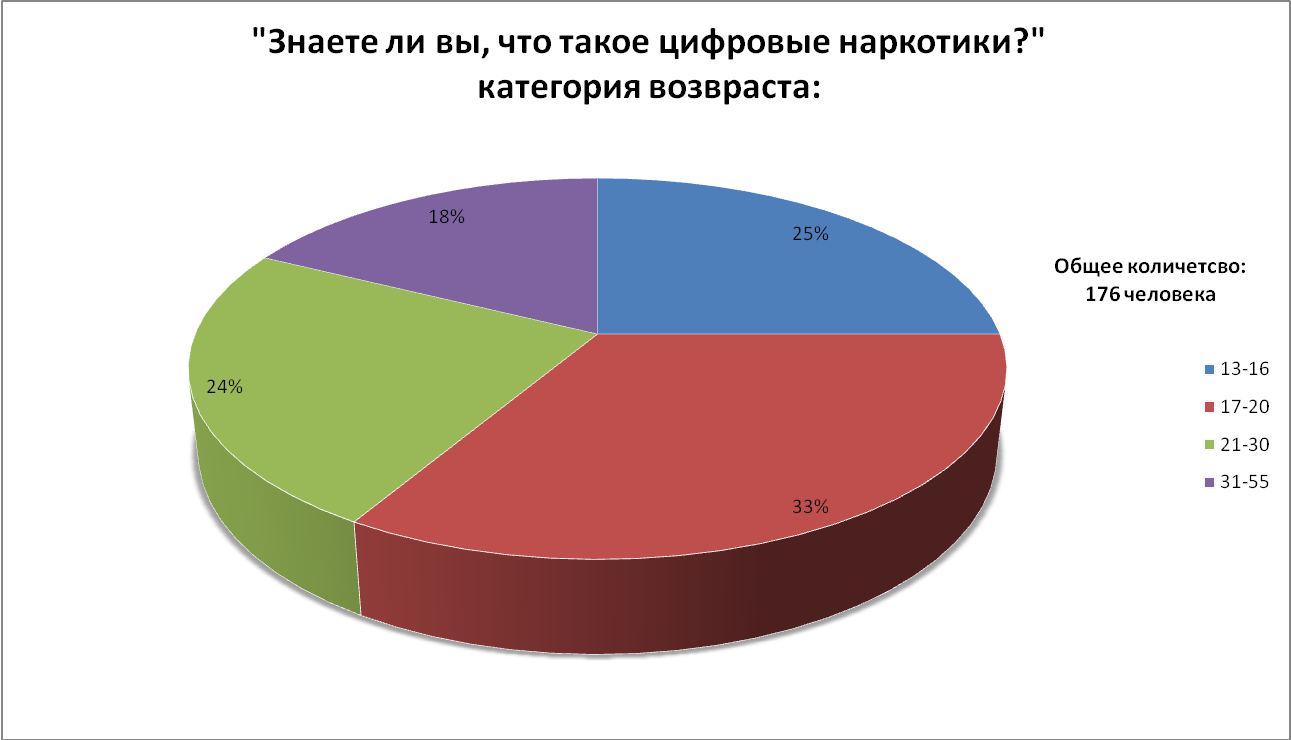 "Знаете ли вы, что такое цифровые наркотики?"
категория возвраста:
18%
25%
Общее количетсво:
176 человека
24%
33%
13-16
17-20
21-30
31-55